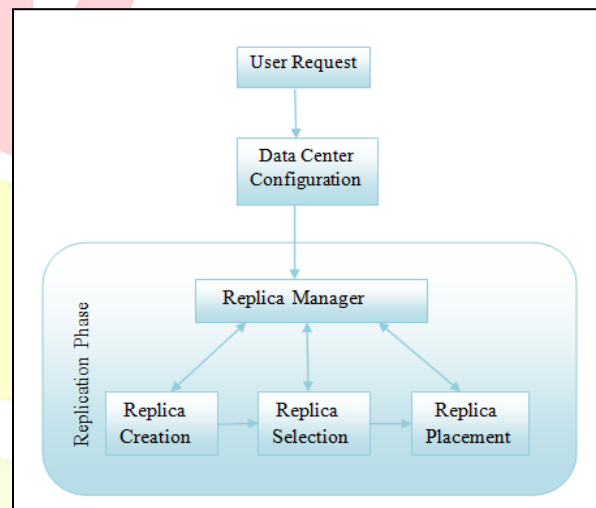 User Request
Data Center
Configuration
Replica Manager
Replication Phase
Replica
Creation
Replica
Selection
Replica
Placement